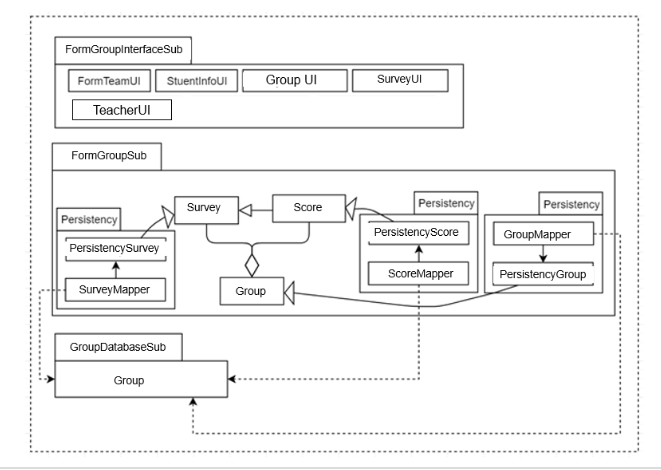 FormGroupInterfaceSub
FormTeamUI
StuentInfoUI
Group UI
SurveyUI
TeacherUI
FormGroupSub
Persistency
PersistencySurvey
SurveyMapper
Survey
Score
Group
Persistency
PersistencyScore
ScoreMapper
Persistency
GroupMapper
PersistencyGroup
GroupDatabaseSub
Group